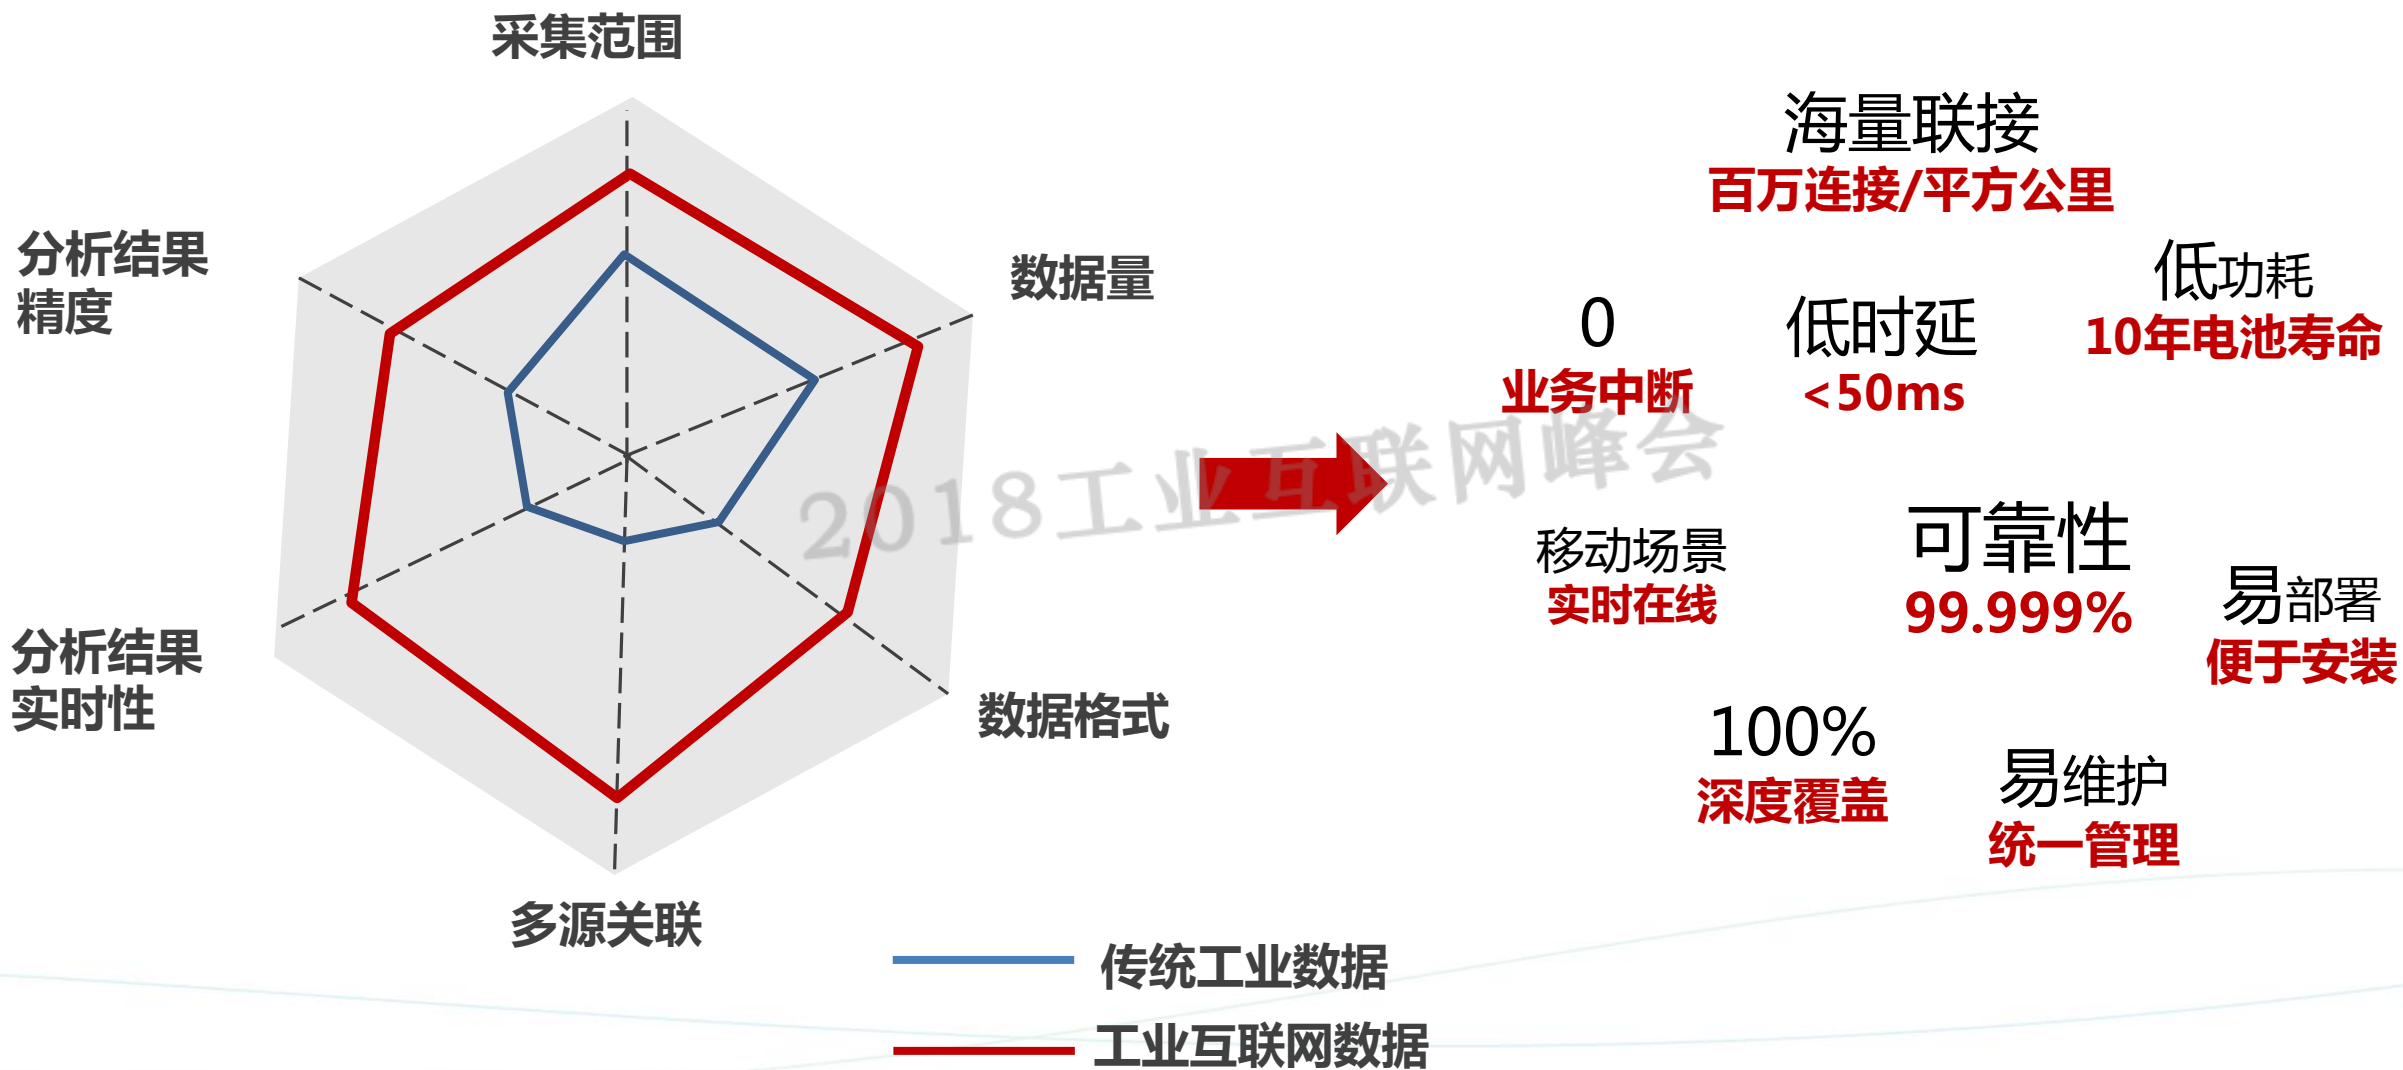 采集范围
分析结果
精度
数据量
分析结果
实时性
数据格式
多源关联
传统工业数据
工业互联网数据
海量联接
百万连接/平方公里
低功耗
10年电池寿命
0
业务中断
低时延
<50ms
移动场景
实时在线
可靠性
99.999%
易部署
便于安装
100%
深度覆盖
易维护
统一管理
2018工业互联网峰会